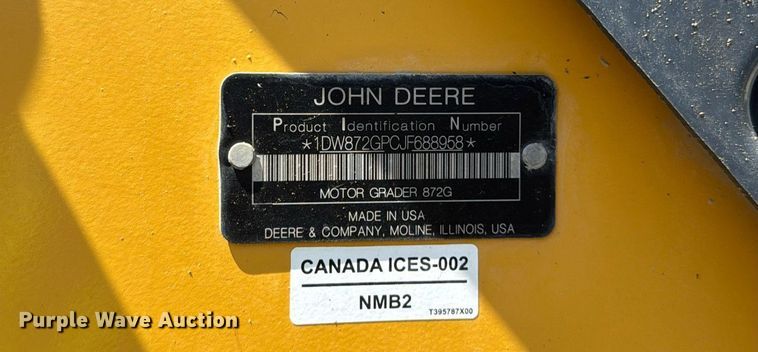 JOHN DEERE
Product Identification Number
*1DW872GPCJF688958*
MOTOR GRADER 872G
MADE IN USA
DEERE & COMPANY, MOLINE, ILLINOIS, USA
CANADA ICES-002
NMB2
T395787X00
Purple Wave Auction